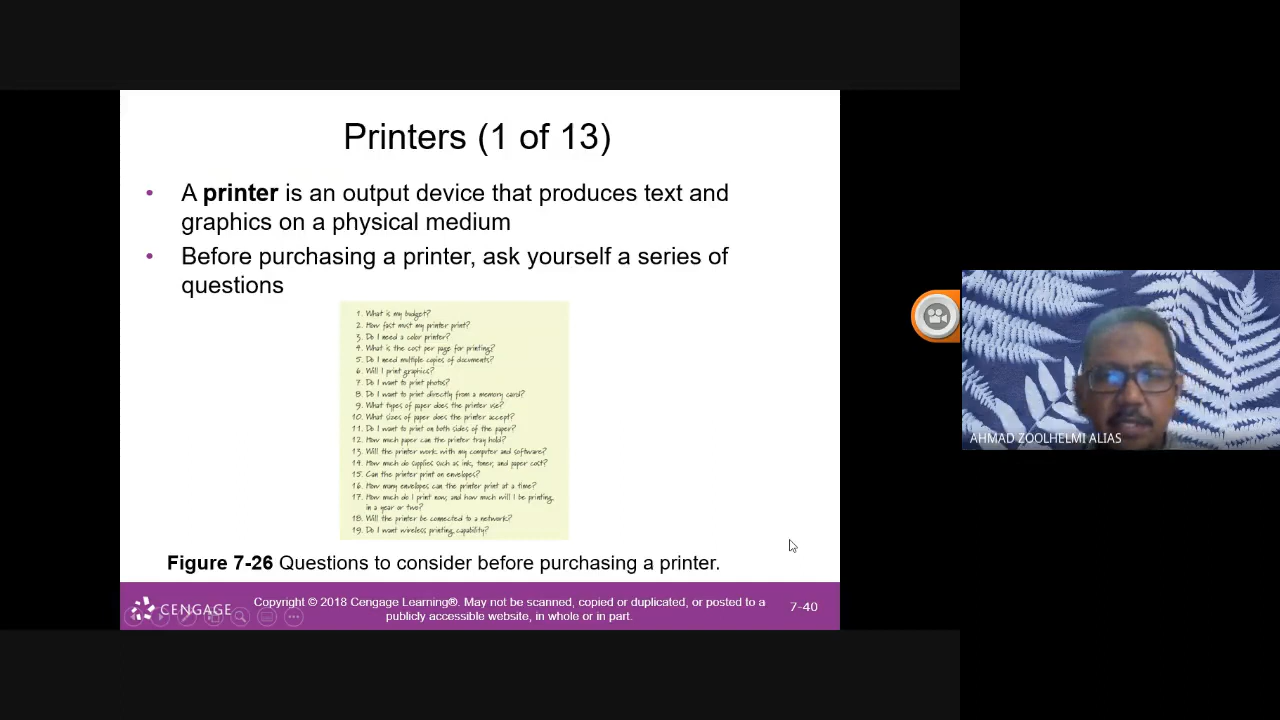 Printers (1 of 13)
• A printer is an output device that produces text and
graphics on a physical medium
• Before purchasing a printer, ask yourself a series of
questions
1. What is my budget?
2. How fast must my printer print?
3. Do I need a color printer?
4. What is the cost per page for printing?
5. Do I need multiple copies of documents?
6. Will I print graphics?
7. Do I want to print photos?
8. Do I want to print directly from a memory card?
9. What types of paper does the printer use?
10. What sizes of paper does the printer accept?
11. Do I want to print on both sides of the paper?
12. How much paper can the printer tray hold?
13. Will the printer work with my computer and software?
14. How much do supplies such as ink, toner, and paper cost?
15. Can the printer print on envelopes?
16. How many envelopes can the printer print at a time?
17. How much do I print now, and how much will I be printing
in a year or two?
18. Will the printer be connected to a network?
19. Do I want wireless printing capability?
Figure 7-26 Questions to consider before purchasing a printer.
CENGAGE
Copyright © 2018 Cengage Learning®. May not be scanned, copied or duplicated, or posted to a
publicly accessible website, in whole or in part.
7-40
AHMAD ZOOLHELMI ALIAS